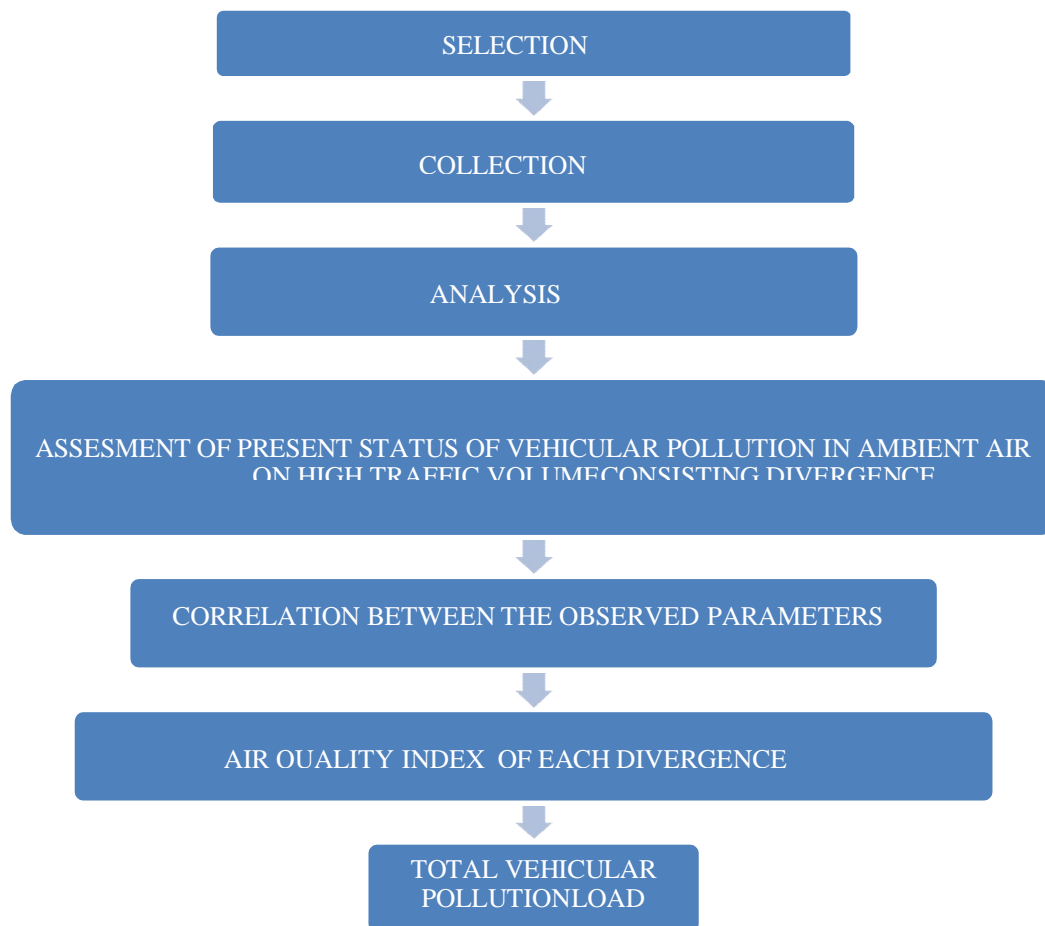 SELECTION
COLLECTION
ANALYSIS
ASSESMENT OF PRESENT STATUS OF VEHICULAR POLLUTION IN AMBIENT AIR
ON HIGH TRAFFIC VOLUMECONSISTING DIVERGENCE
CORRELATION BETWEEN THE OBSERVED PARAMETERS
AIR QUALITY INDEX OF EACH DIVERGENCE
TOTAL VEHICULAR
POLLUTIONLOAD